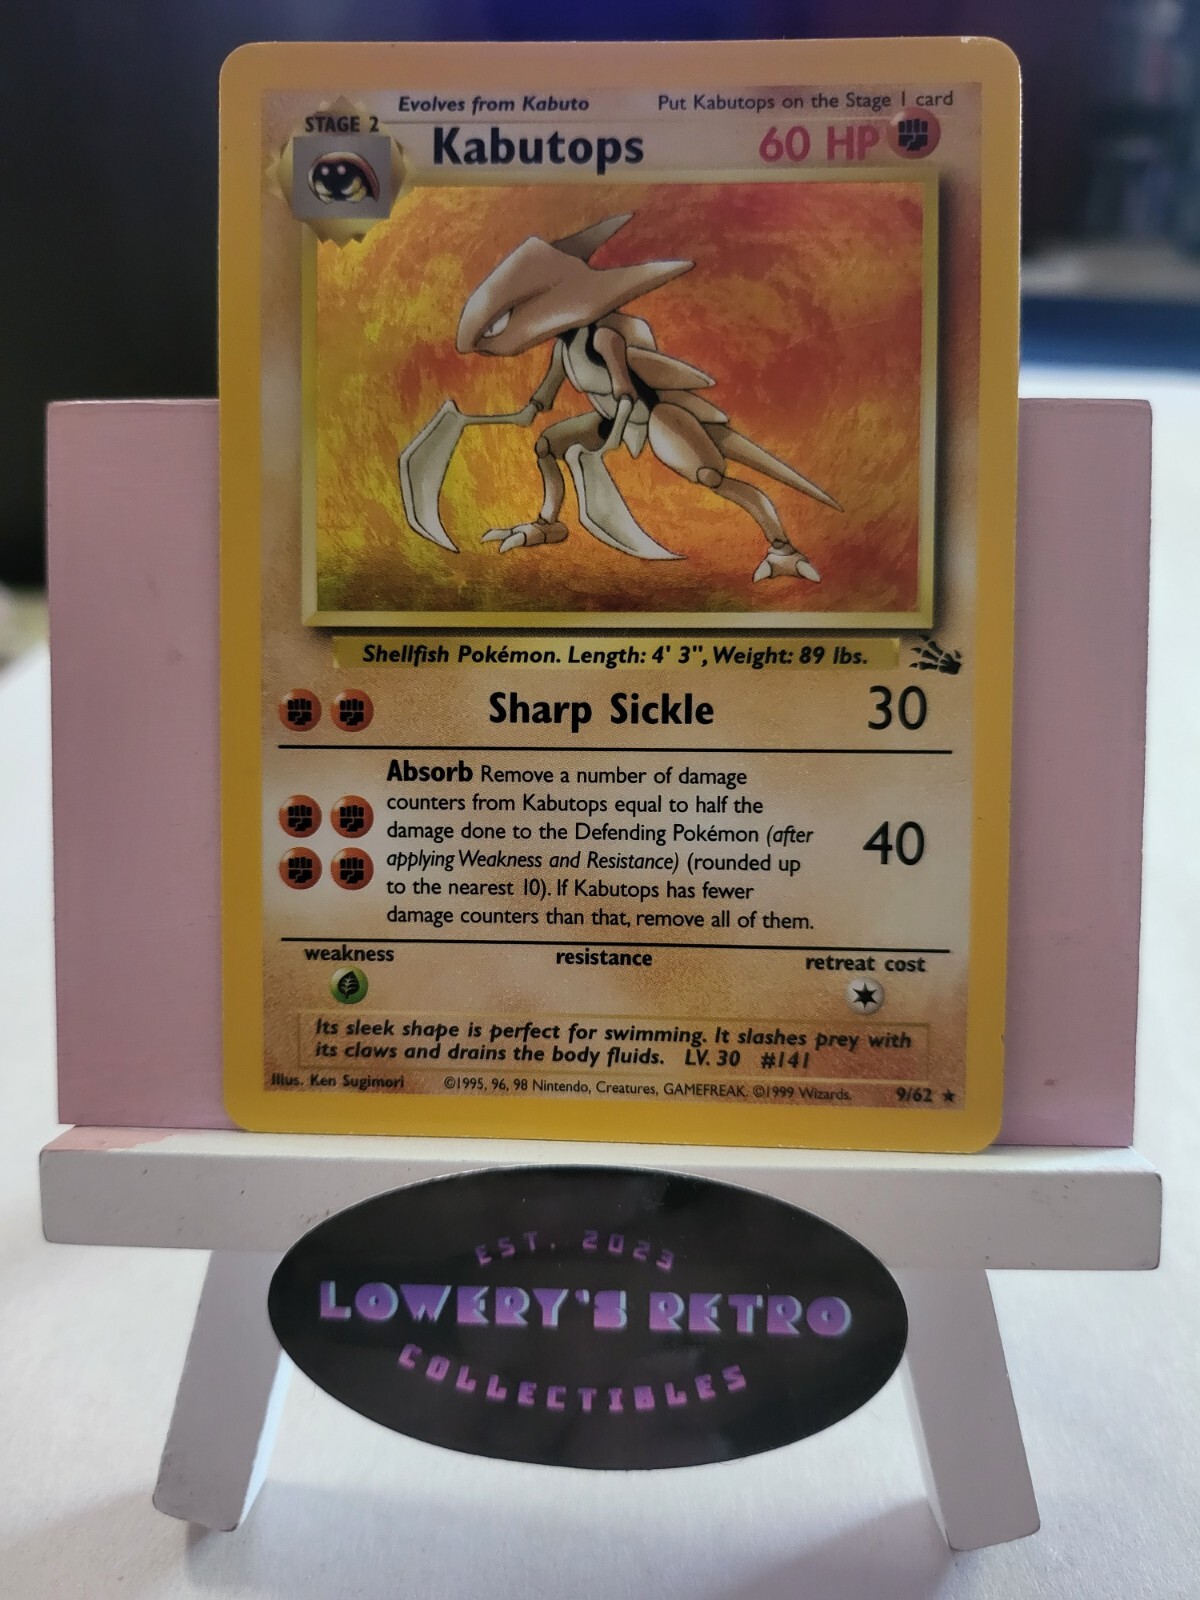 Evolves from Kabuto
Put Kabutops on the Stage 1 card
STAGE 2
Kabutops
60 HP
Shellfish Pokémon. Length: 4' 3", Weight: 89 lbs.
Sharp Sickle 30
Absorb Remove a number of damage
counters from Kabutops equal to half the
damage done to the Defending Pokémon (after
applying Weakness and Resistance) (rounded up
to the nearest 10). If Kabutops has fewer
damage counters than that, remove all of them.
40
weakness
resistance
retreat cost
Its sleek shape is perfect for swimming. It slashes prey with
its claws and drains the body fluids. LV. 30 #141
Illus. Ken Sugimori
©1995, 96, 98 Nintendo, Creatures, GAMEFREAK. ©1999 Wizards.
9/62 ★
EST. 2023
LOWERY'S RETRO
COLLECTIBLES